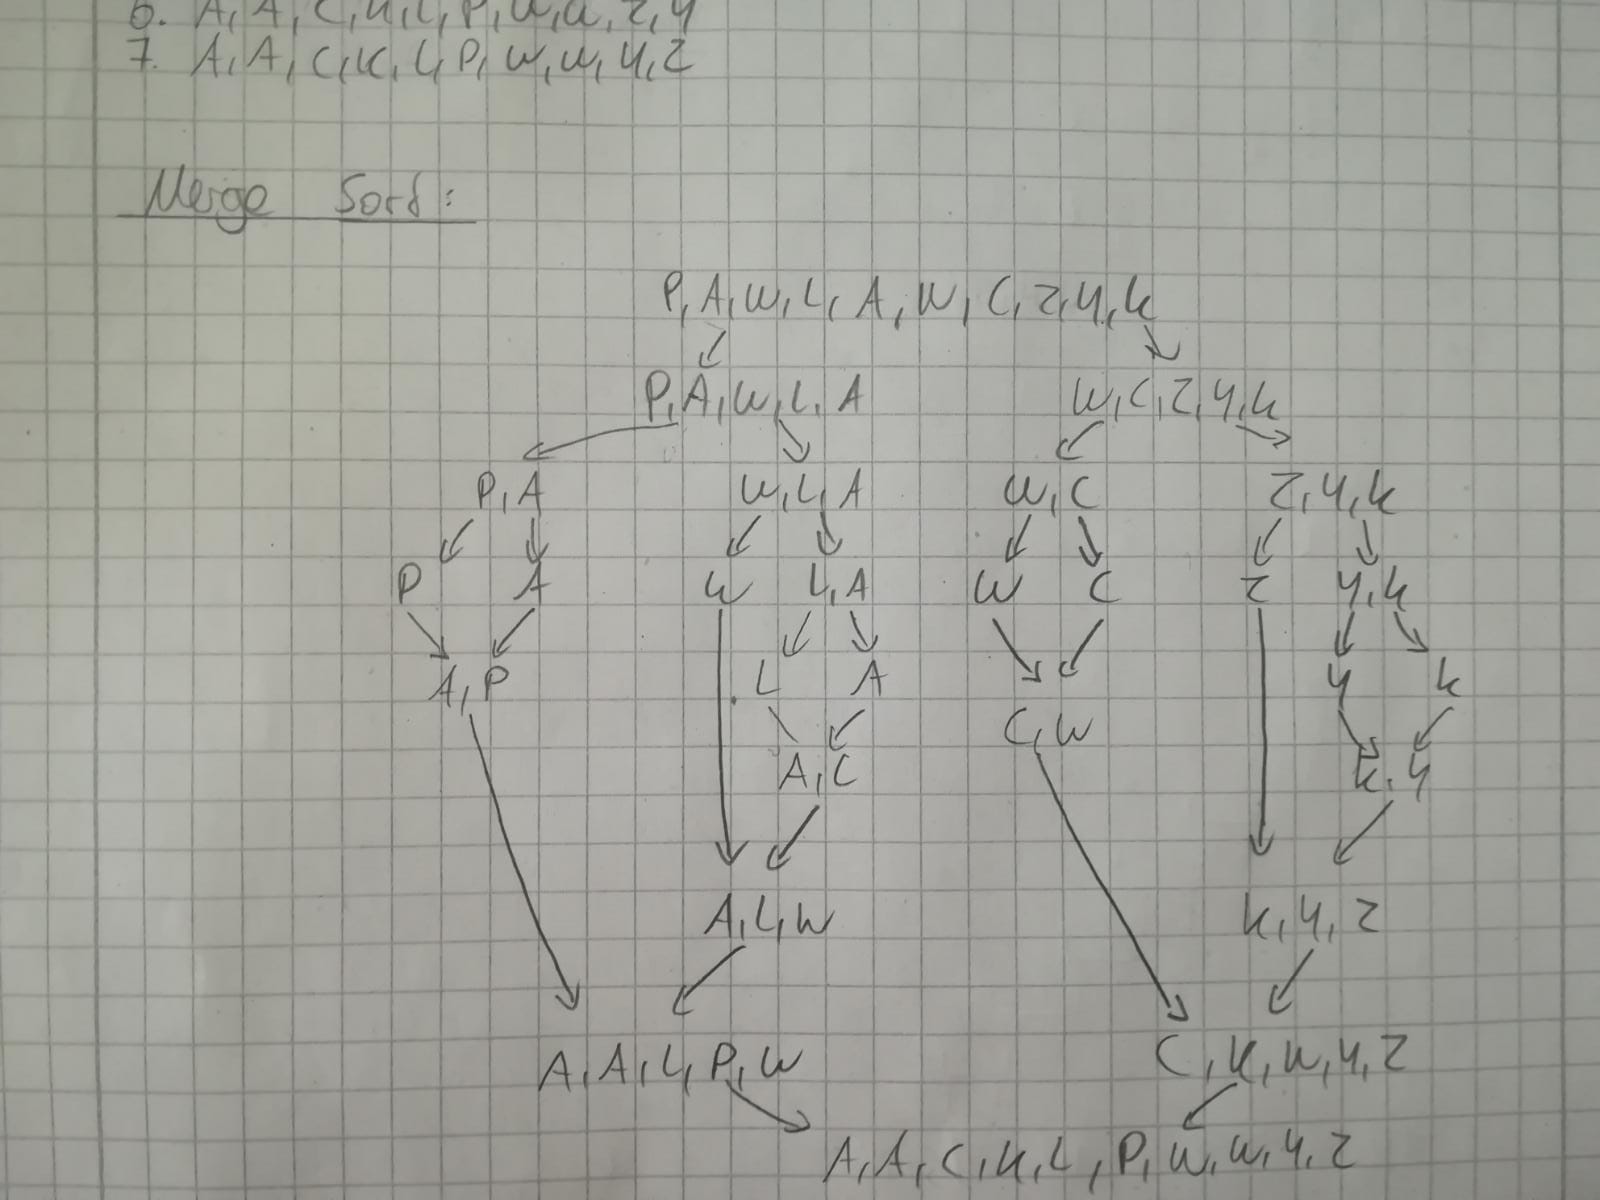 6. A, A, C, K, L, P, W, W, Z, Y
7. A, A, C, K, L, P, W, W, Y, Z
Merge Sort:
P, A, W, L, A, W, C, Z, Y, K
P, A, W, L, A W, C, Z, Y, K
P, A W, L, A W, C Z, Y, K
P A W L, A W C Z Y, K
A, P L A C, W Y K
A, C K, Y
A, L, W K, Y, Z
A, A, L, P, W C, K, W, Y, Z
A, A, C, K, L, P, W, W, Y, Z